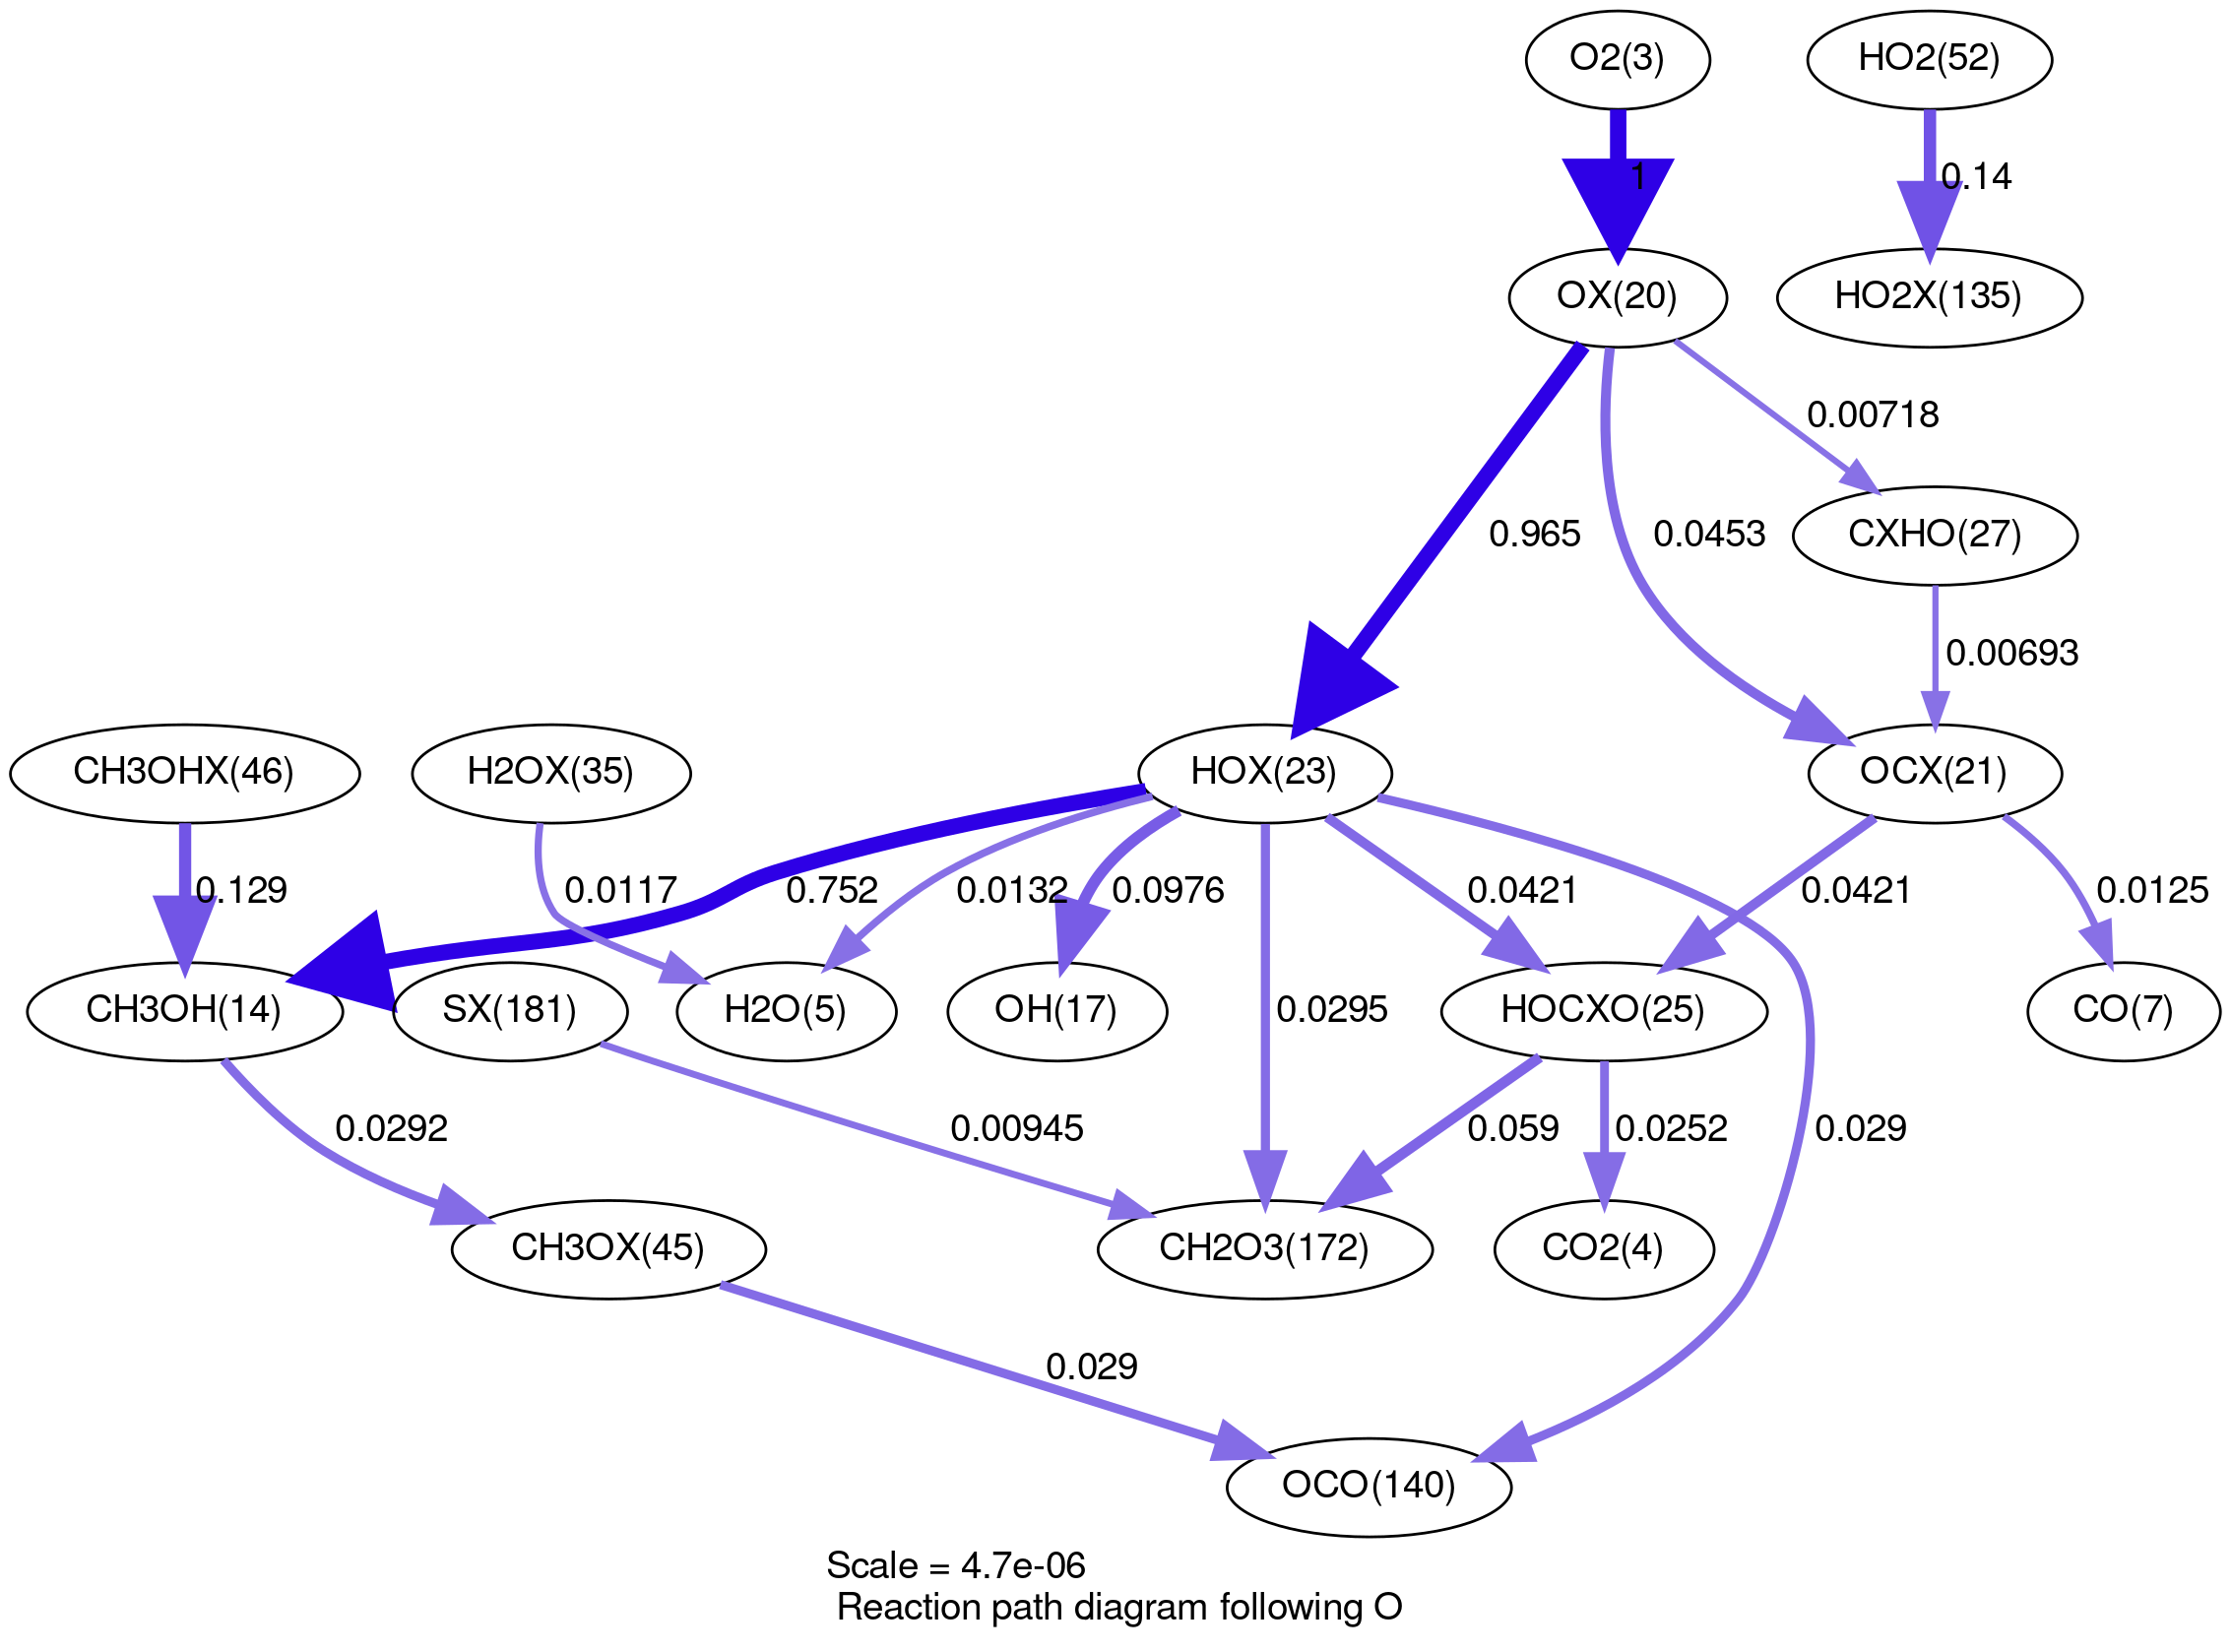 O2(3)
HO2(52)
1
0.14
OX(20)
HO2X(135)
0.00718
0.965
0.0453
CXHO(27)
0.00693
CH3OHX(46)
H2OX(35)
HOX(23)
OCX(21)
0.129
0.0117
0.752
0.0132
0.0976
0.0421
0.0421
0.0125
CH3OH(14)
SX(181)
H2O(5)
OH(17)
0.0295
HOCXO(25)
CO(7)
0.0292
0.00945
0.059
0.0252
0.029
CH3OX(45)
CH2O3(172)
CO2(4)
0.029
OCO(140)
Scale = 4.7e-06
Reaction path diagram following O